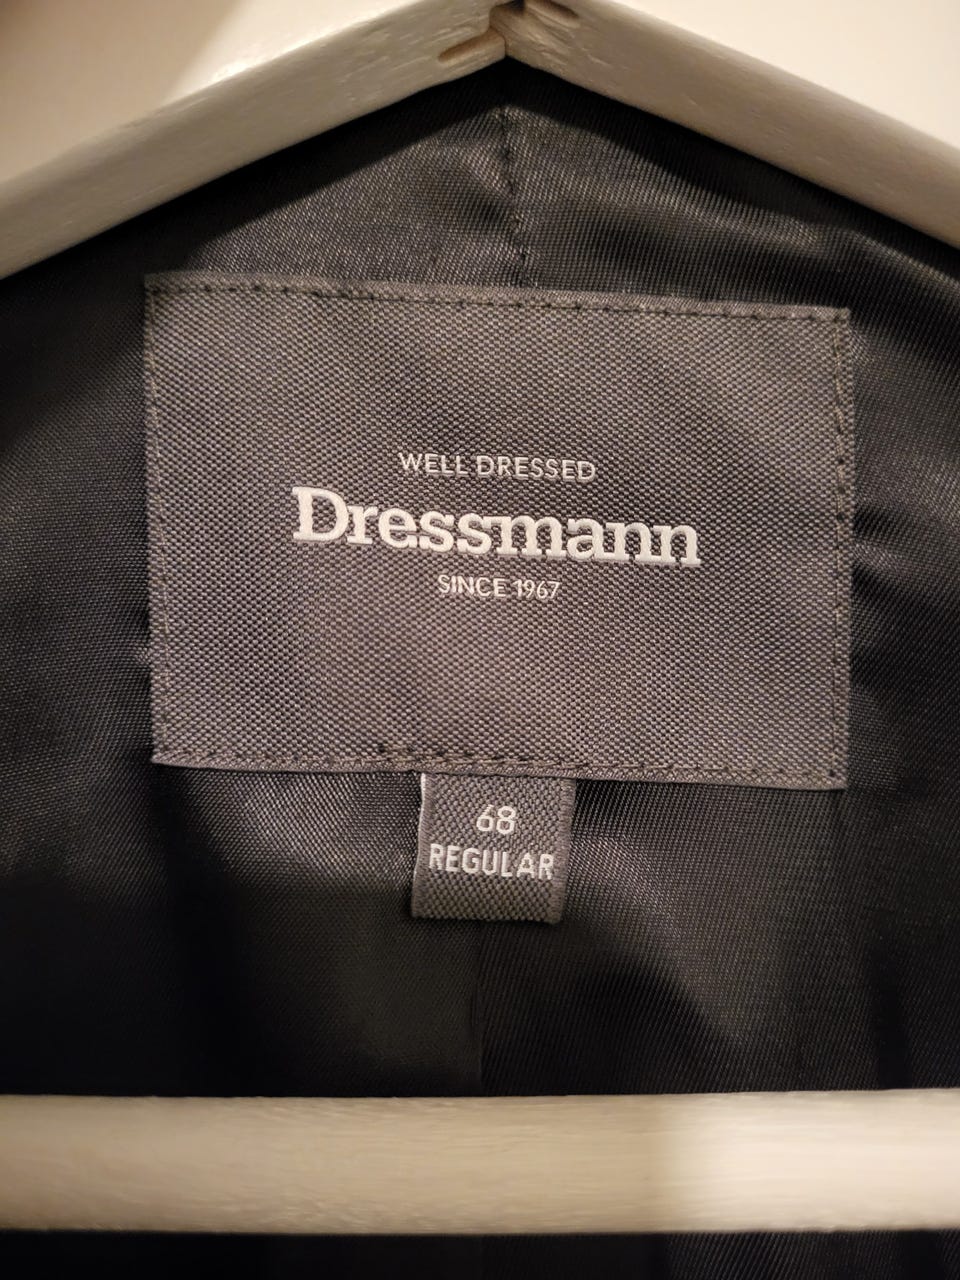 WELL DRESSED
Dressmann
SINCE 1967
68
REGULAR